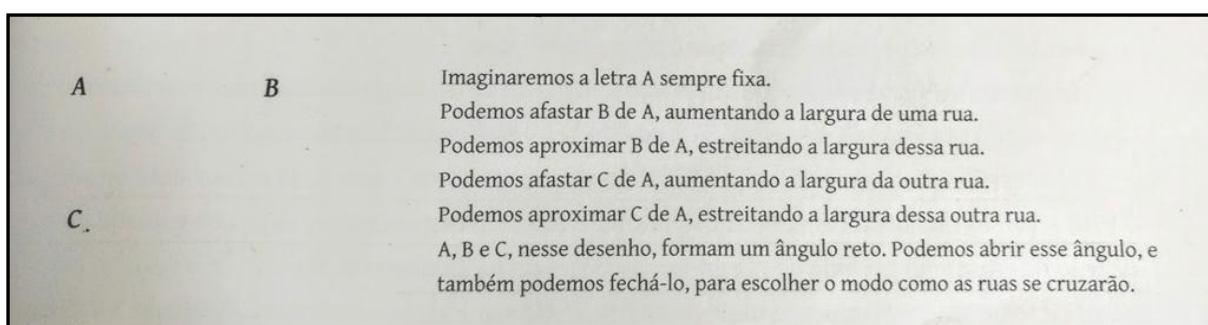 A B
C.
Imaginaremos a letra A sempre fixa.
Podemos afastar B de A, aumentando a largura de uma rua.
Podemos aproximar B de A, estreitando a largura dessa rua.
Podemos afastar C de A, aumentando a largura da outra rua.
Podemos aproximar C de A, estreitando a largura dessa outra rua.
A, B e C, nesse desenho, formam um ângulo reto. Podemos abrir esse ângulo, e
também podemos fechá-lo, para escolher o modo como as ruas se cruzarão.